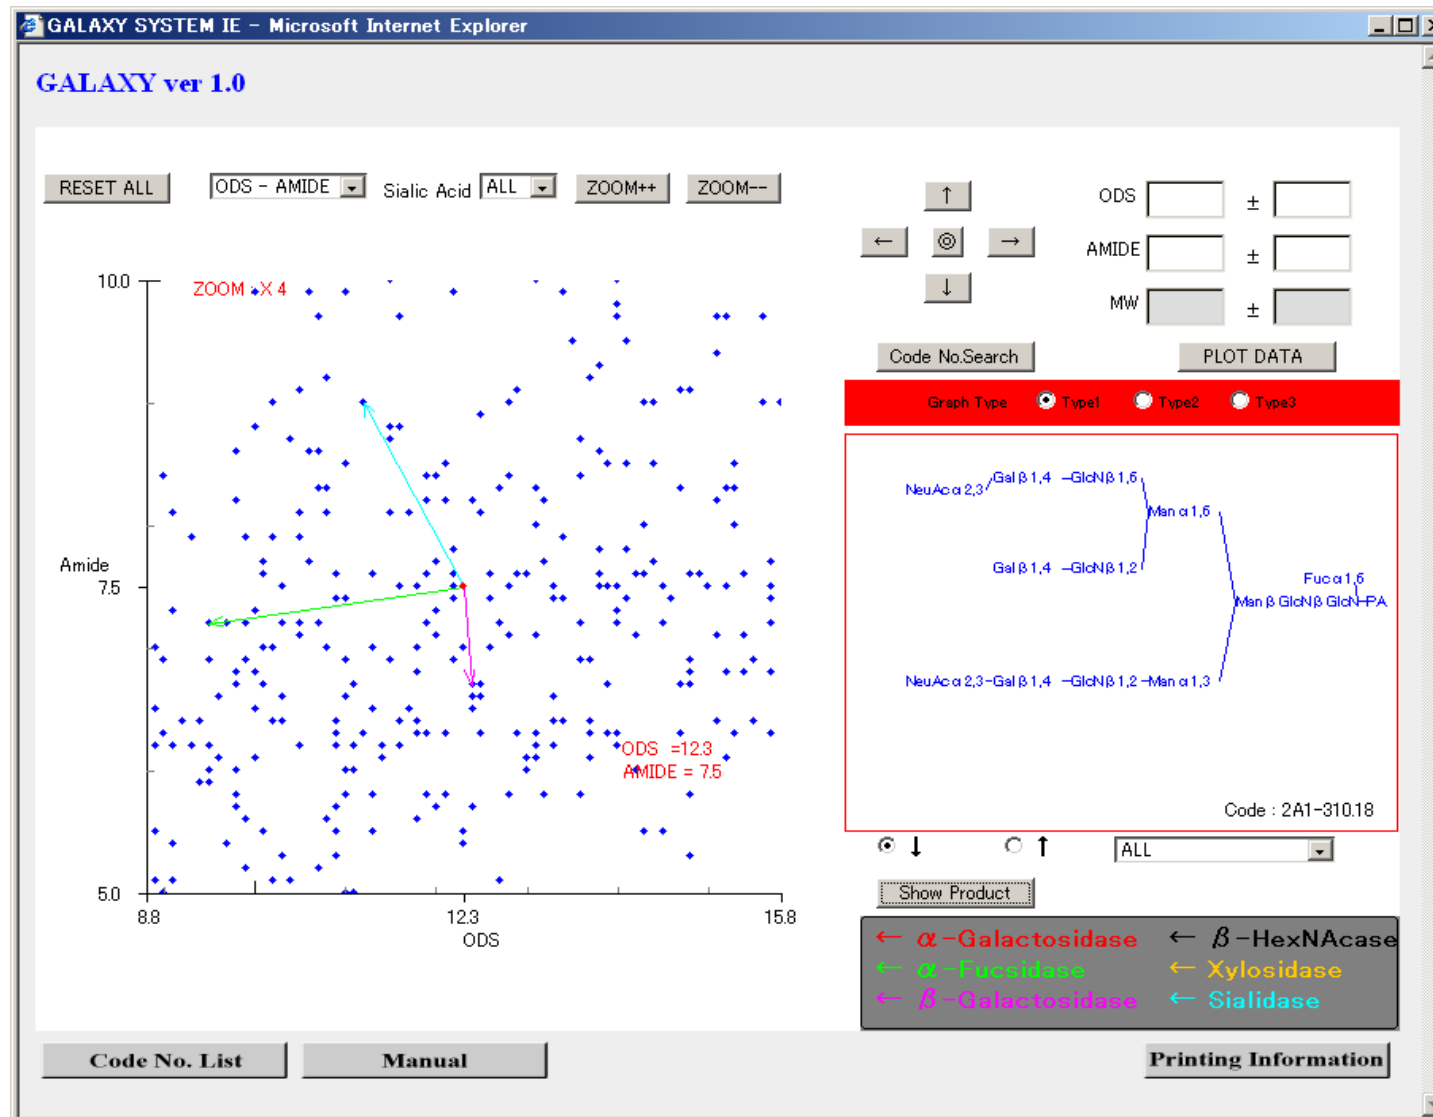 GALAXY SYSTEM IE - Microsoft Internet Explorer
GALAXY ver 1.0
RESET ALL
ODS - AMIDE
Sialic Acid ALL
ZOOM++
ZOOM--
↑
← ◎ →
↓
ODS ±
AMIDE ±
MW ±
Code No.Search
PLOT DATA
Graph Type Type1 Type2 Type3
ZOOM : X 4
10.0
Amide
7.5
5.0
8.8 12.3 15.8
ODS
ODS =12.3
AMIDE = 7.5
NeuAcα2,3 Galβ1,4 -GlcNβ1,6
Manα1,6
Galβ1,4 -GlcNβ1,2
Fucα1,6
Manβ GlcNβ GlcN-PA
NeuAcα2,3-Galβ1,4 -GlcNβ1,2-Manα1,3
Code : 2A1-310.18
↓ ↑ ALL
Show Product
← α-Galactosidase ← β-HexNAcase
← α-Fucsidase ← Xylosidase
← β-Galactosidase ← Sialidase
Code No. List
Manual
Printing Information